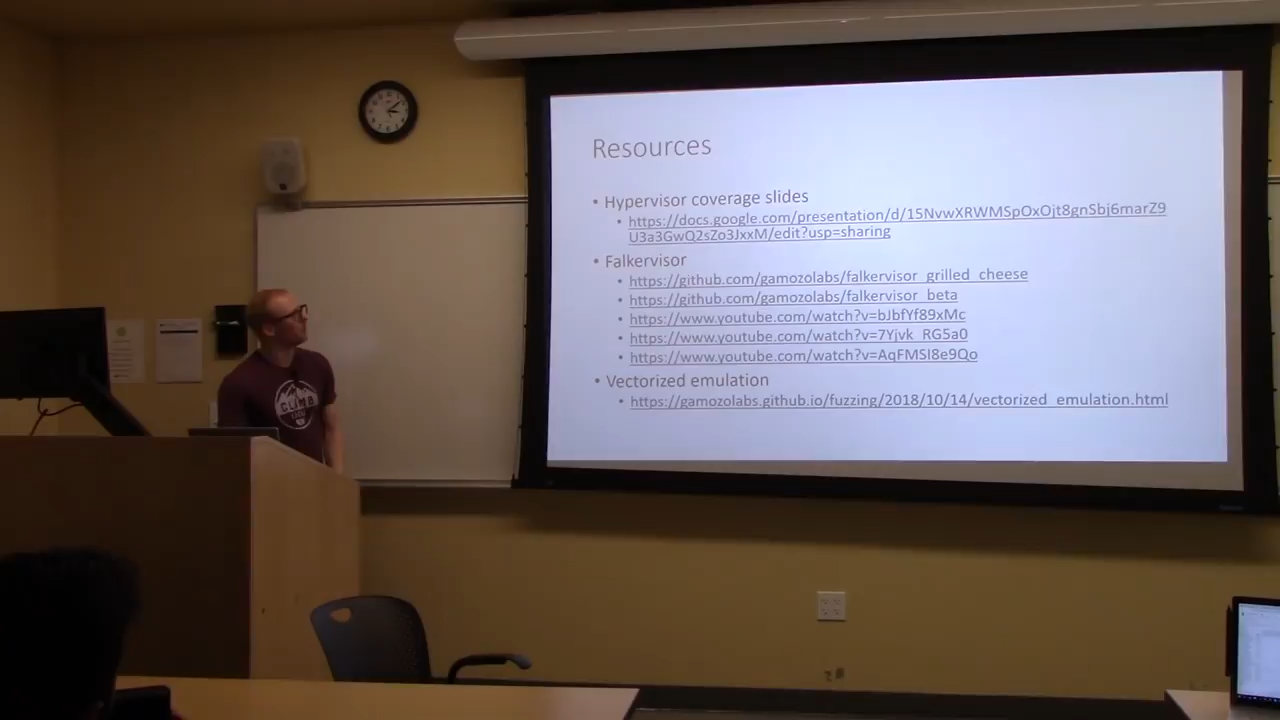 Resources
• Hypervisor coverage slides
• https://docs.google.com/presentation/d/15NvwXRWMSpOxOjt8gnSbj6marZ9
U3a3GwQ2sZo3JxxM/edit?usp=sharing
• Falkervisor
• https://github.com/gamozolabs/falkervisor_grilled_cheese
• https://github.com/gamozolabs/falkervisor_beta
• https://www.youtube.com/watch?v=bJbfYf89xMc
• https://www.youtube.com/watch?v=7Yjvk_RG5a0
• https://www.youtube.com/watch?v=AqFMSI8e9Qo
• Vectorized emulation
• https://gamozolabs.github.io/fuzzing/2018/10/14/vectorized_emulation.html
CLIMB